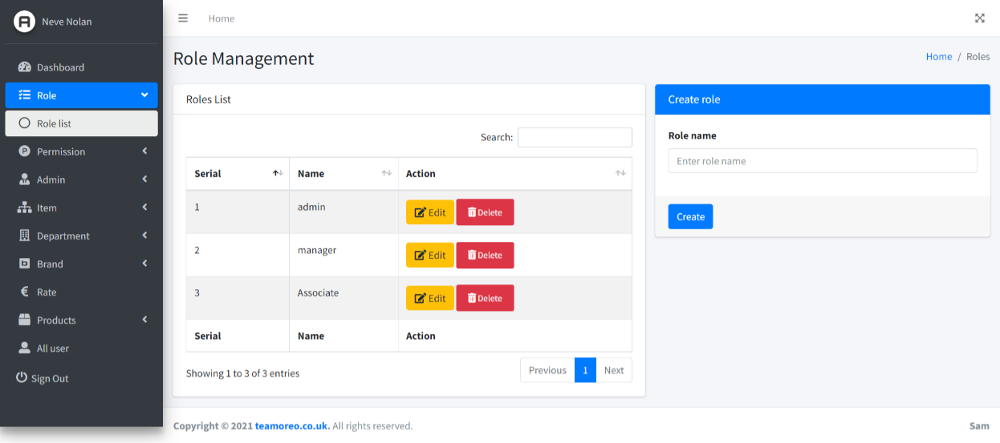 Neve Nolan
Dashboard
Role
Role list
Permission
Admin
Item
Department
Brand
Rate
Products
All user
Sign Out
Home
Role Management
Home / Roles
Roles List
Search:
Serial Name Action
1 admin Edit Delete
2 manager Edit Delete
3 Associate Edit Delete
Serial Name Action
Showing 1 to 3 of 3 entries
Previous 1 Next
Create role
Role name
Enter role name
Create
Copyright © 2021 teamoreo.co.uk. All rights reserved.
Sam